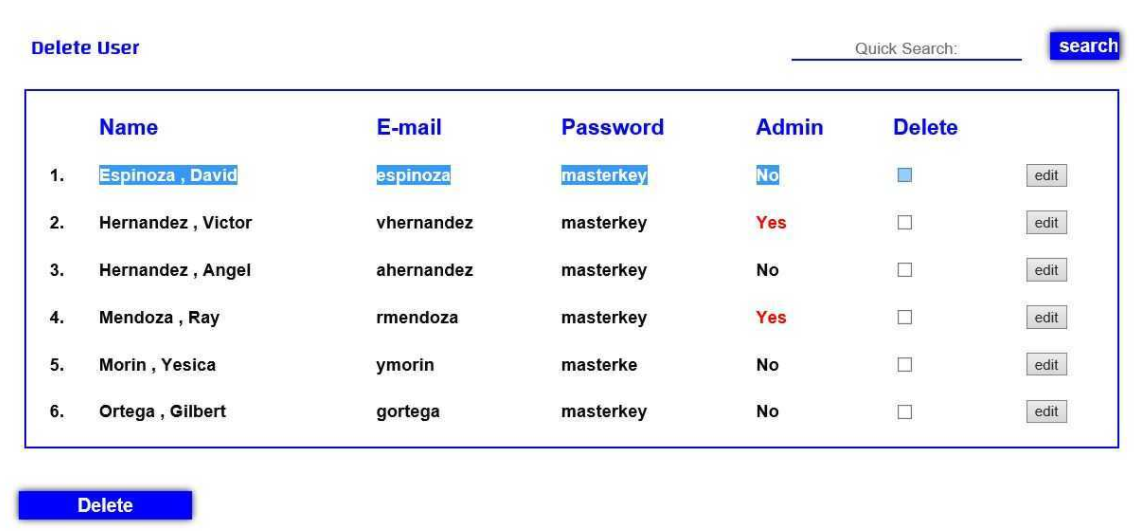 Delete User Quick Search: search
Name E-mail Password Admin Delete
1. Espinoza , David espinoza masterkey No edit
2. Hernandez , Victor vhernandez masterkey Yes edit
3. Hernandez , Angel ahernandez masterkey No edit
4. Mendoza , Ray rmendoza masterkey Yes edit
5. Morin , Yesica ymorin masterke No edit
6. Ortega , Gilbert gortega masterkey No edit
Delete